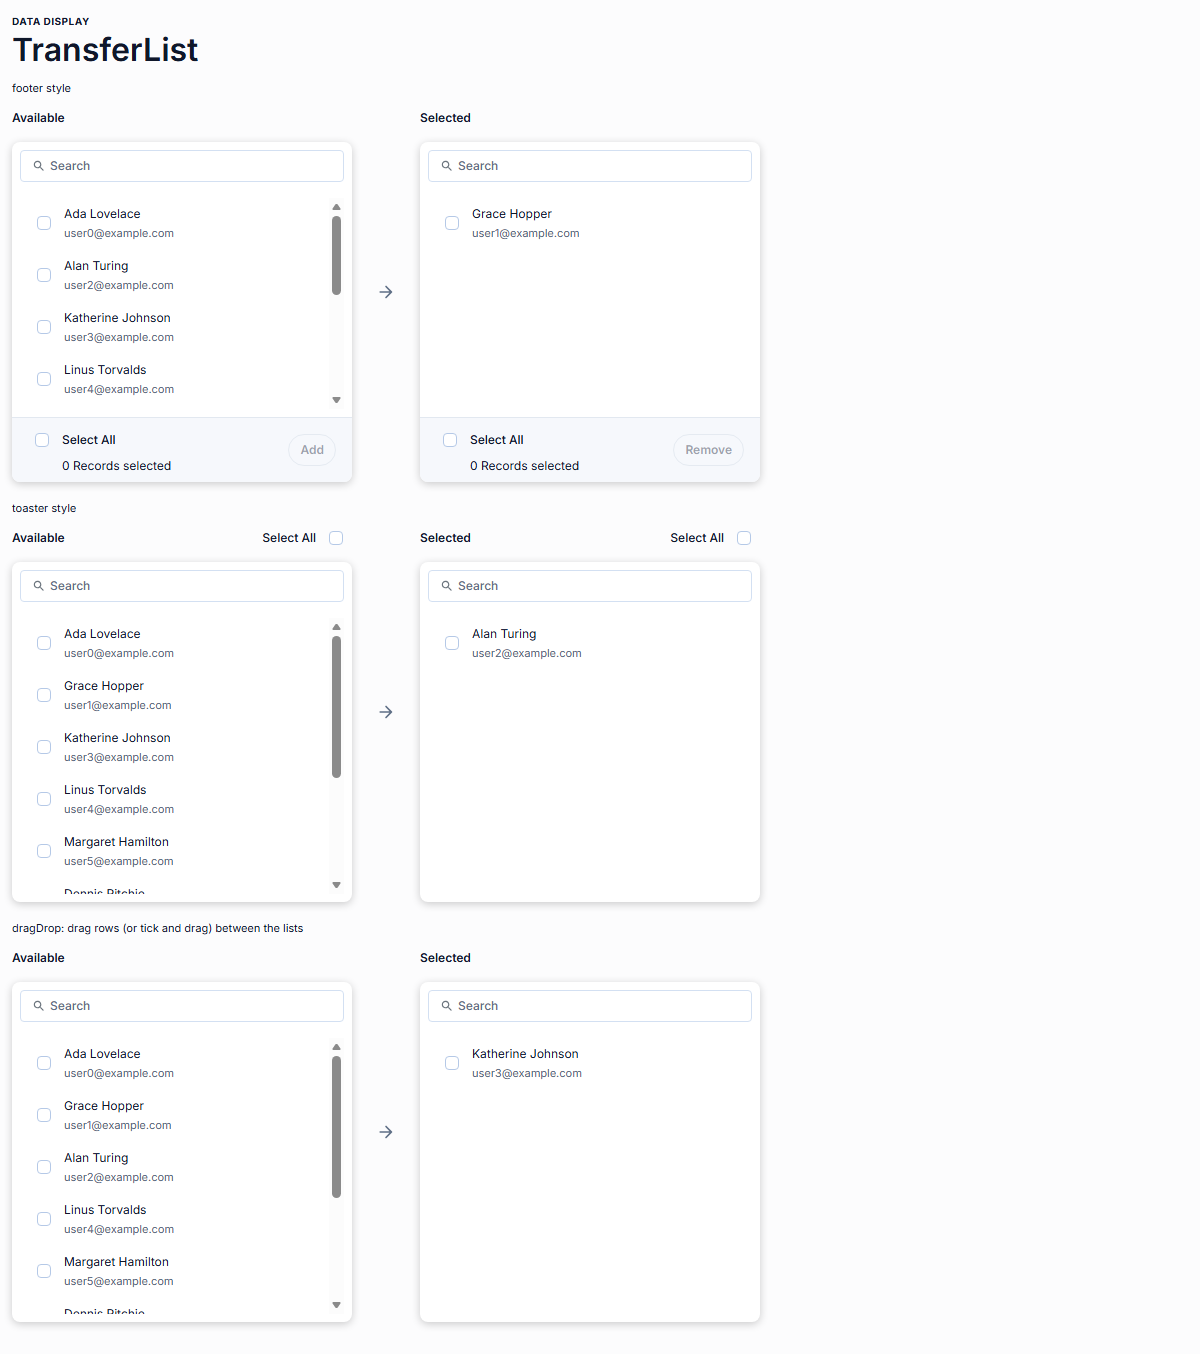 DATA DISPLAY
TransferList
footer style
Available
Search
Ada Lovelace
user0@example.com
Alan Turing
user2@example.com
Katherine Johnson
user3@example.com
Linus Torvalds
user4@example.com
Select All
0 Records selected
Add
Selected
Search
Grace Hopper
user1@example.com
Select All
0 Records selected
Remove
toaster style
Available
Select All
Search
Ada Lovelace
user0@example.com
Grace Hopper
user1@example.com
Katherine Johnson
user3@example.com
Linus Torvalds
user4@example.com
Margaret Hamilton
user5@example.com
Dennis Ritchie
Selected
Select All
Search
Alan Turing
user2@example.com
dragDrop: drag rows (or tick and drag) between the lists
Available
Search
Ada Lovelace
user0@example.com
Grace Hopper
user1@example.com
Alan Turing
user2@example.com
Linus Torvalds
user4@example.com
Margaret Hamilton
user5@example.com
Dennis Ritchie
Selected
Search
Katherine Johnson
user3@example.com